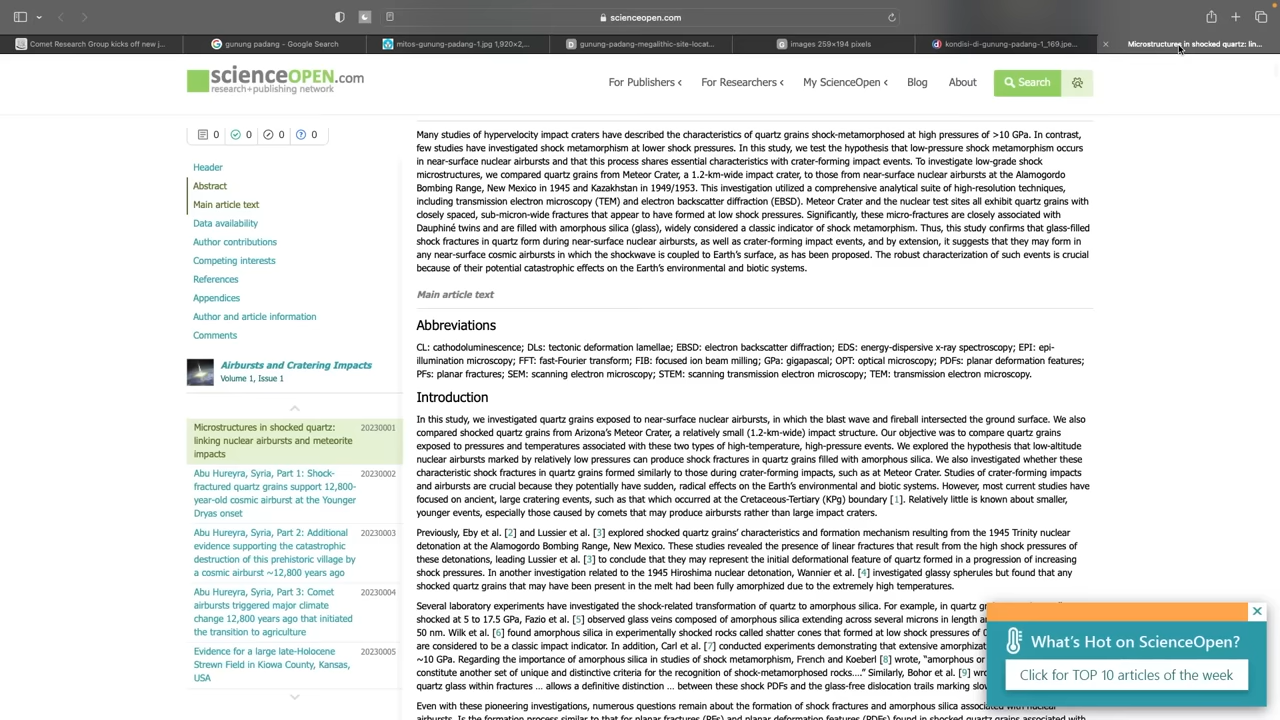 scienceopen.com
Comet Research Group kicks off new j...
gunung padang - Google Search
mitos-gunung-padang-1.jpg 1,920×2,...
gunung-padang-megalithic-site-locat...
images 259×194 pixels
kondisi-di-gunung-padang-1_169.jpe...
Microstructures in shocked quartz: lin...
scienceOPEN.com
research+publishing network
For Publishers
For Researchers
My ScienceOpen
Blog
About
Search
0 0 0 0
Header
Abstract
Main article text
Data availability
Author contributions
Competing interests
References
Appendices
Author and article information
Comments
Airbursts and Cratering Impacts
Volume 1, Issue 1
Microstructures in shocked quartz: 20230001
linking nuclear airbursts and meteorite
impacts
Abu Hureyra, Syria, Part 1: Shock- 20230002
fractured quartz grains support 12,800-
year-old cosmic airburst at the Younger
Dryas onset
Abu Hureyra, Syria, Part 2: Additional 20230003
evidence supporting the catastrophic
destruction of this prehistoric village by
a cosmic airburst ~12,800 years ago
Abu Hureyra, Syria, Part 3: Comet 20230004
airbursts triggered major climate
change 12,800 years ago that initiated
the transition to agriculture
Evidence for a large late-Holocene 20230005
Strewn Field in Kiowa County, Kansas,
USA
Many studies of hypervelocity impact craters have described the characteristics of quartz grains shock-metamorphosed at high pressures of >10 GPa. In contrast,
few studies have investigated shock metamorphism at lower shock pressures. In this study, we test the hypothesis that low-pressure shock metamorphism occurs
in near-surface nuclear airbursts and that this process shares essential characteristics with crater-forming impact events. To investigate low-grade shock
microstructures, we compared quartz grains from Meteor Crater, a 1.2-km-wide impact crater, to those from near-surface nuclear airbursts at the Alamogordo
Bombing Range, New Mexico in 1945 and Kazakhstan in 1949/1953. This investigation utilized a comprehensive analytical suite of high-resolution techniques,
including transmission electron microscopy (TEM) and electron backscatter diffraction (EBSD). Meteor Crater and the nuclear test sites all exhibit quartz grains with
closely spaced, sub-micron-wide fractures that appear to have formed at low shock pressures. Significantly, these micro-fractures are closely associated with
Dauphiné twins and are filled with amorphous silica (glass), widely considered a classic indicator of shock metamorphism. Thus, this study confirms that glass-filled
shock fractures in quartz form during near-surface nuclear airbursts, as well as crater-forming impact events, and by extension, it suggests that they may form in
any near-surface cosmic airbursts in which the shockwave is coupled to Earth's surface, as has been proposed. The robust characterization of such events is crucial
because of their potential catastrophic effects on the Earth's environmental and biotic systems.
Main article text
Abbreviations
CL: cathodoluminescence; DLs: tectonic deformation lamellae; EBSD: electron backscatter diffraction; EDS: energy-dispersive x-ray spectroscopy; EPI: epi-
illumination microscopy; FFT: fast-Fourier transform; FIB: focused ion beam milling; GPa: gigapascal; OPT: optical microscopy; PDFs: planar deformation features;
PFs: planar fractures; SEM: scanning electron microscopy; STEM: scanning transmission electron microscopy; TEM: transmission electron microscopy.
Introduction
In this study, we investigated quartz grains exposed to near-surface nuclear airbursts, in which the blast wave and fireball intersected the ground surface. We also
compared shocked quartz grains from Arizona's Meteor Crater, a relatively small (1.2-km-wide) impact structure. Our objective was to compare quartz grains
exposed to pressures and temperatures associated with these two types of high-temperature, high-pressure events. We explored the hypothesis that low-altitude
nuclear airbursts marked by relatively low pressures can produce shock fractures in quartz grains filled with amorphous silica. We also investigated whether these
characteristic shock fractures in quartz grains formed similarly to those during crater-forming impacts, such as at Meteor Crater. Studies of crater-forming impacts
and airbursts are crucial because they potentially have sudden, radical effects on the Earth's environmental and biotic systems. However, most current studies have
focused on ancient, large cratering events, such as that which occurred at the Cretaceous-Tertiary (KPg) boundary [1]. Relatively little is known about smaller,
younger events, especially those caused by comets that may produce airbursts rather than large impact craters.
Previously, Eby et al. [2] and Lussier et al. [3] explored shocked quartz grains' characteristics and formation mechanism resulting from the 1945 Trinity nuclear
detonation at the Alamogordo Bombing Range, New Mexico. These studies revealed the presence of linear fractures that result from the high shock pressures of
these detonations, leading Lussier et al. [3] to conclude that they may represent the initial deformational feature of quartz formed in a progression of increasing
shock pressures. In another investigation related to the 1945 Hiroshima nuclear detonation, Wannier et al. [4] investigated glassy spherules but found that any
shocked quartz grains that may have been present in the melt had been fully amorphized due to the extremely high temperatures.
Several laboratory experiments have investigated the shock-related transformation of quartz to amorphous silica. For example, in quartz
shocked at 5 to 17.5 GPa, Fazio et al. [5] observed glass veins composed of amorphous silica extending across several microns in length
50 nm. Wilk et al. [6] found amorphous silica in experimentally shocked rocks called shatter cones that formed at low shock pressures of
are considered to be a classic impact indicator. In addition, Carl et al. [7] conducted experiments demonstrating that extensive
~10 GPa. Regarding the importance of amorphous silica in studies of shock metamorphism, French and Koeberl [8] wrote, "amorphous or
constitute another set of unique and distinctive criteria for the recognition of shock-metamorphosed rocks...." Similarly, Bohor et al. [9]
quartz glass within fractures ... allows a definitive distinction ... between these shock PDFs and the glass-free dislocation trails marking
Even with these pioneering investigations, numerous questions remain about the formation of shock fractures and amorphous silica
What's Hot on ScienceOpen?
Click for TOP 10 articles of the week